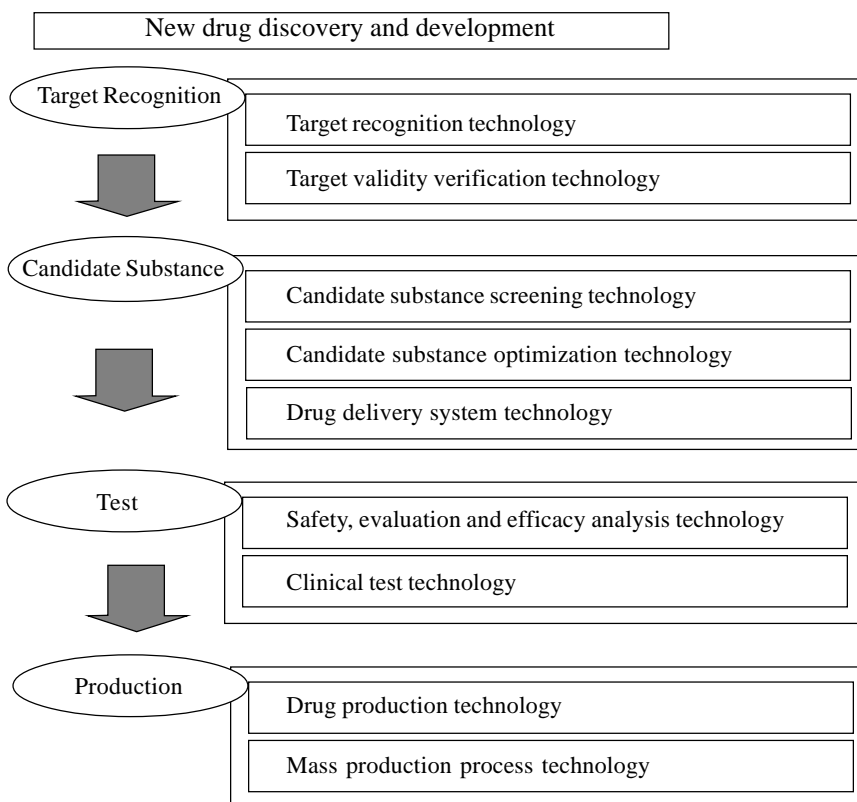 New drug discovery and development
Target Recognition
Target recognition technology
Target validity verification technology
Candidate Substance
Candidate substance screening technology
Candidate substance optimization technology
Drug delivery system technology
Test
Safety, evaluation and efficacy analysis technology
Clinical test technology
Production
Drug production technology
Mass production process technology